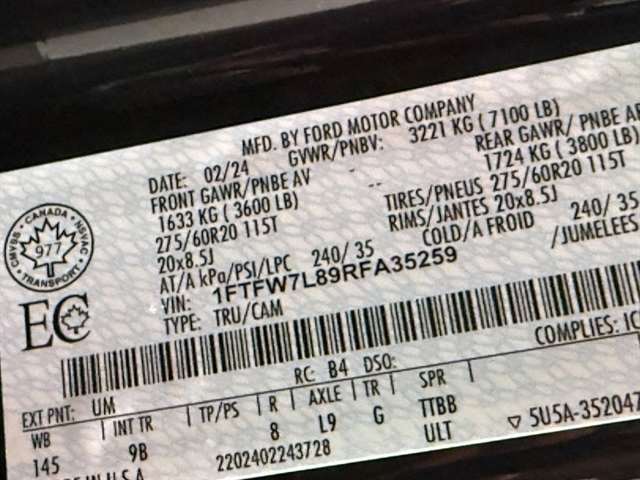 MFD. BY FORD MOTOR COMPANY
DATE: 02/24 GVWR/PNBV: 3221 KG ( 7100 LB)
FRONT GAWR/PNBE AV REAR GAWR/ PNBE AR
1633 KG ( 3600 LB) -- -- 1724 KG ( 3800 LB)
275/60R20 115T TIRES/PNEUS 275/60R20 115T
20x8.5J RIMS/JANTES 20x8.5J
AT/A kPa/PSI/LPC 240/ 35 COLD/A FROID 240/ 35
VIN: 1FTFW7L89RFA35259 /JUMELEES
TYPE: TRU/CAM
CANADA
CMVSS NSVAC
977
TRANSPORT
EC
COMPLIES:
RC: B4 DSO:
EXT PNT: UM
WB | INT TR | TP/PS | R | AXLE | TR | SPR |
145 9B 8 L9 G TTBB
ULT
2202402243728
▽ 5U5A-352047
U.S.A